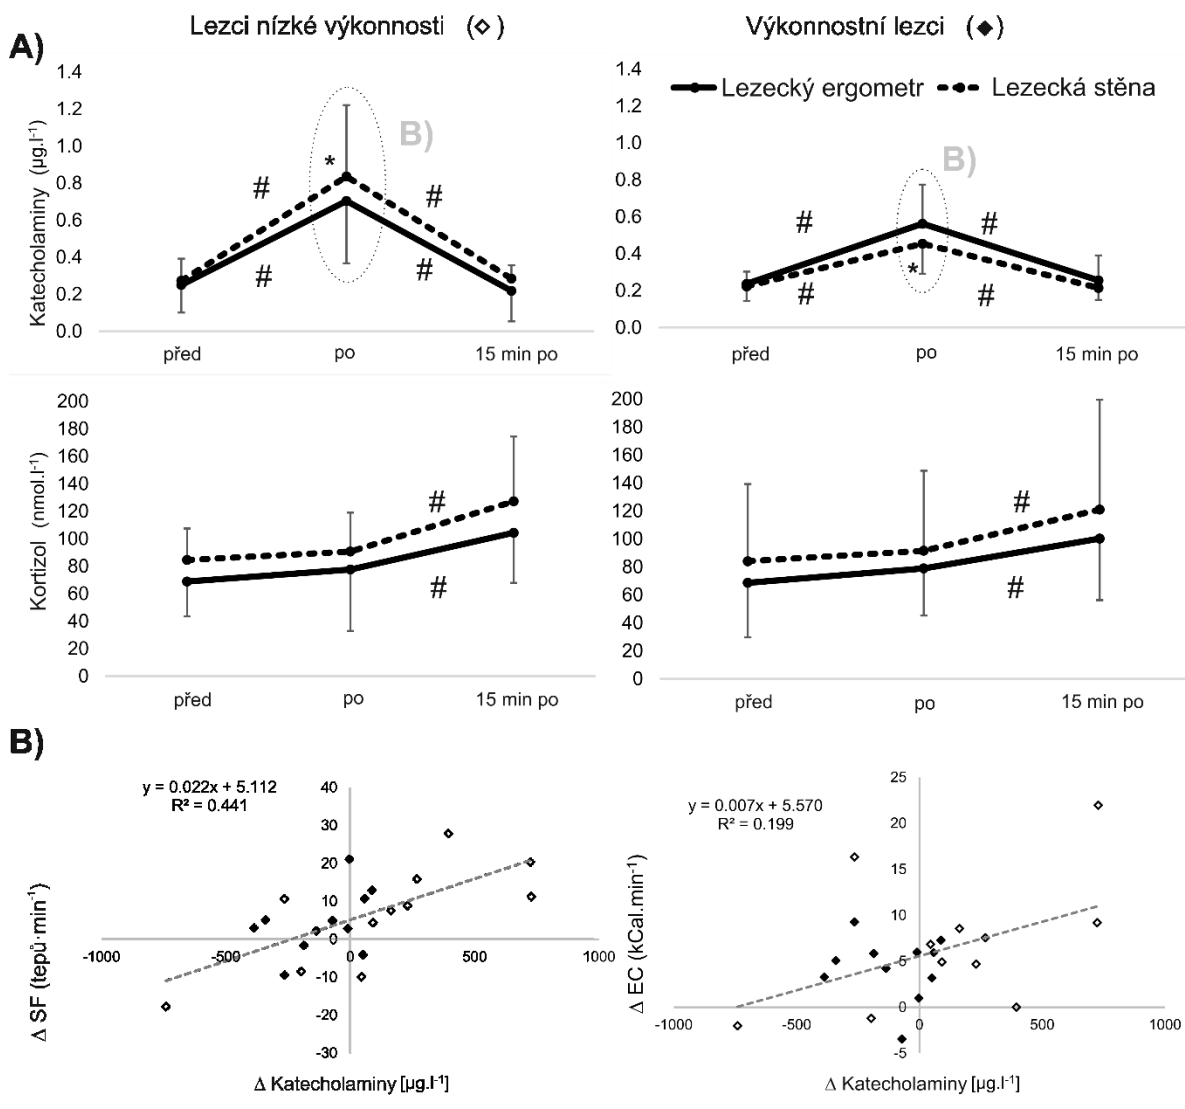 Lezci nízké výkonnosti (◇)
Výkonnostní lezci (◆)
A)
Katecholaminy (µg.l-1)
1.4
1.2
1.0
0.8
0.6
0.4
0.2
0.0
*
#
#
#
#
B)
před
po
15 min po
1.4
1.2
1.0
0.8
0.6
0.4
0.2
0.0
Lezecký ergometr
Lezecká stěna
B)
#
#
#
#
*
před
po
15 min po
Kortizol (nmol.l-1)
200
180
160
140
120
100
80
60
40
20
0
#
#
před
po
15 min po
200
180
160
140
120
100
80
60
40
20
0
#
#
před
po
15 min po
B)
y = 0.022x + 5.112
R² = 0.441
Δ SF (tepů·min-1)
40
30
20
10
0
-10
-20
-30
-1000
-500
0
500
1000
Δ Katecholaminy [µg.l-1]
y = 0.007x + 5.570
R² = 0.199
Δ EC (kCal.min-1)
25
20
15
10
5
0
-5
-1000
-500
0
500
1000
Δ Katecholaminy [µg.l-1]